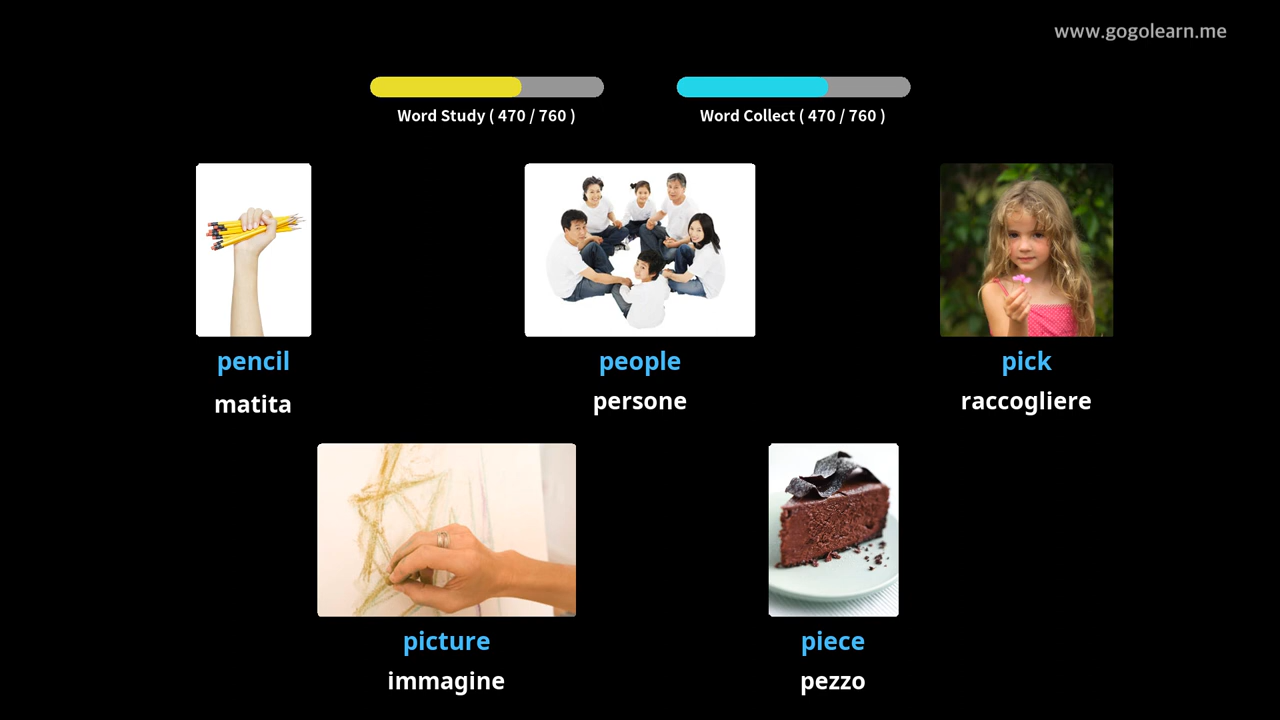 www.gogolearn.me
Word Study ( 470 / 760 )
Word Collect ( 470 / 760 )
pencil
people
pick
matita
persone
raccogliere
picture
piece
immagine
pezzo